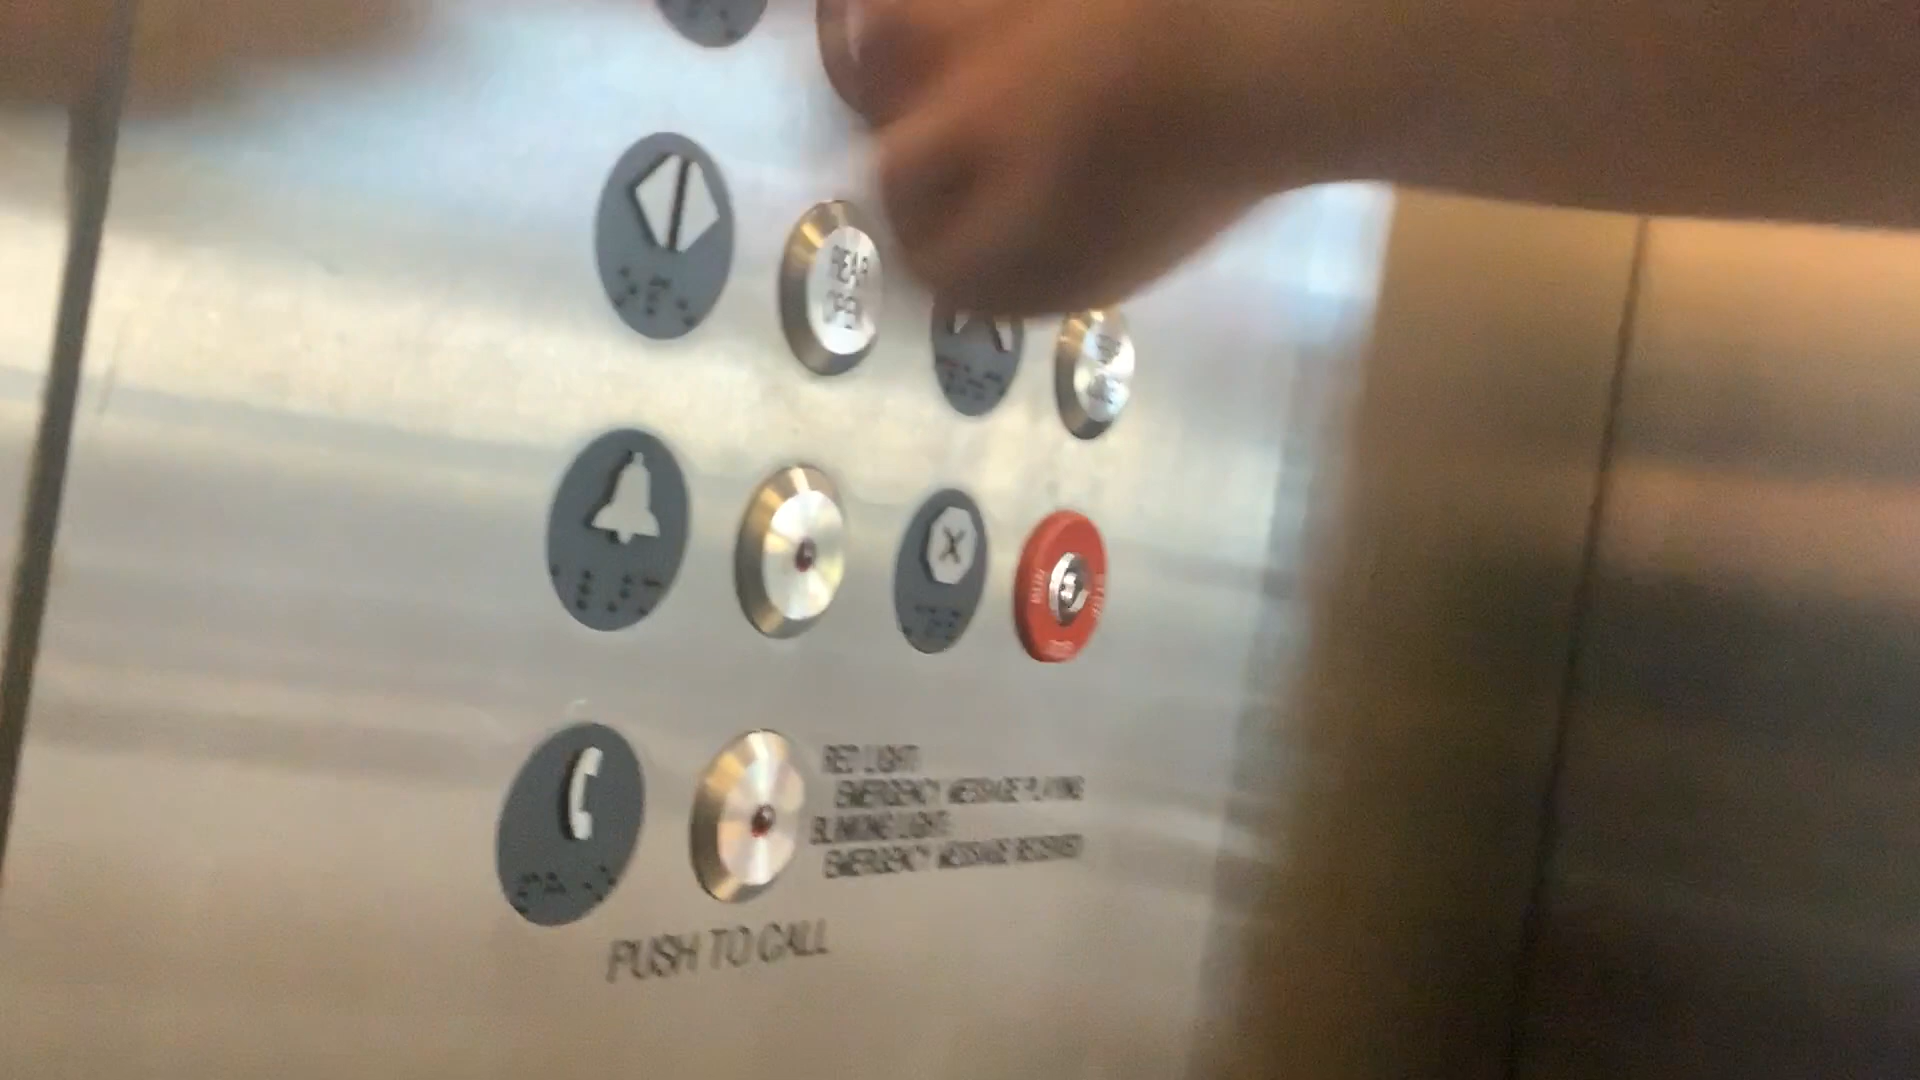 REAR
OPEN
X
RED LIGHT:
EMERGENCY MESSAGE PLAYING
BLINKING LIGHT:
EMERGENCY MESSAGE RECEIVED
PUSH TO CALL